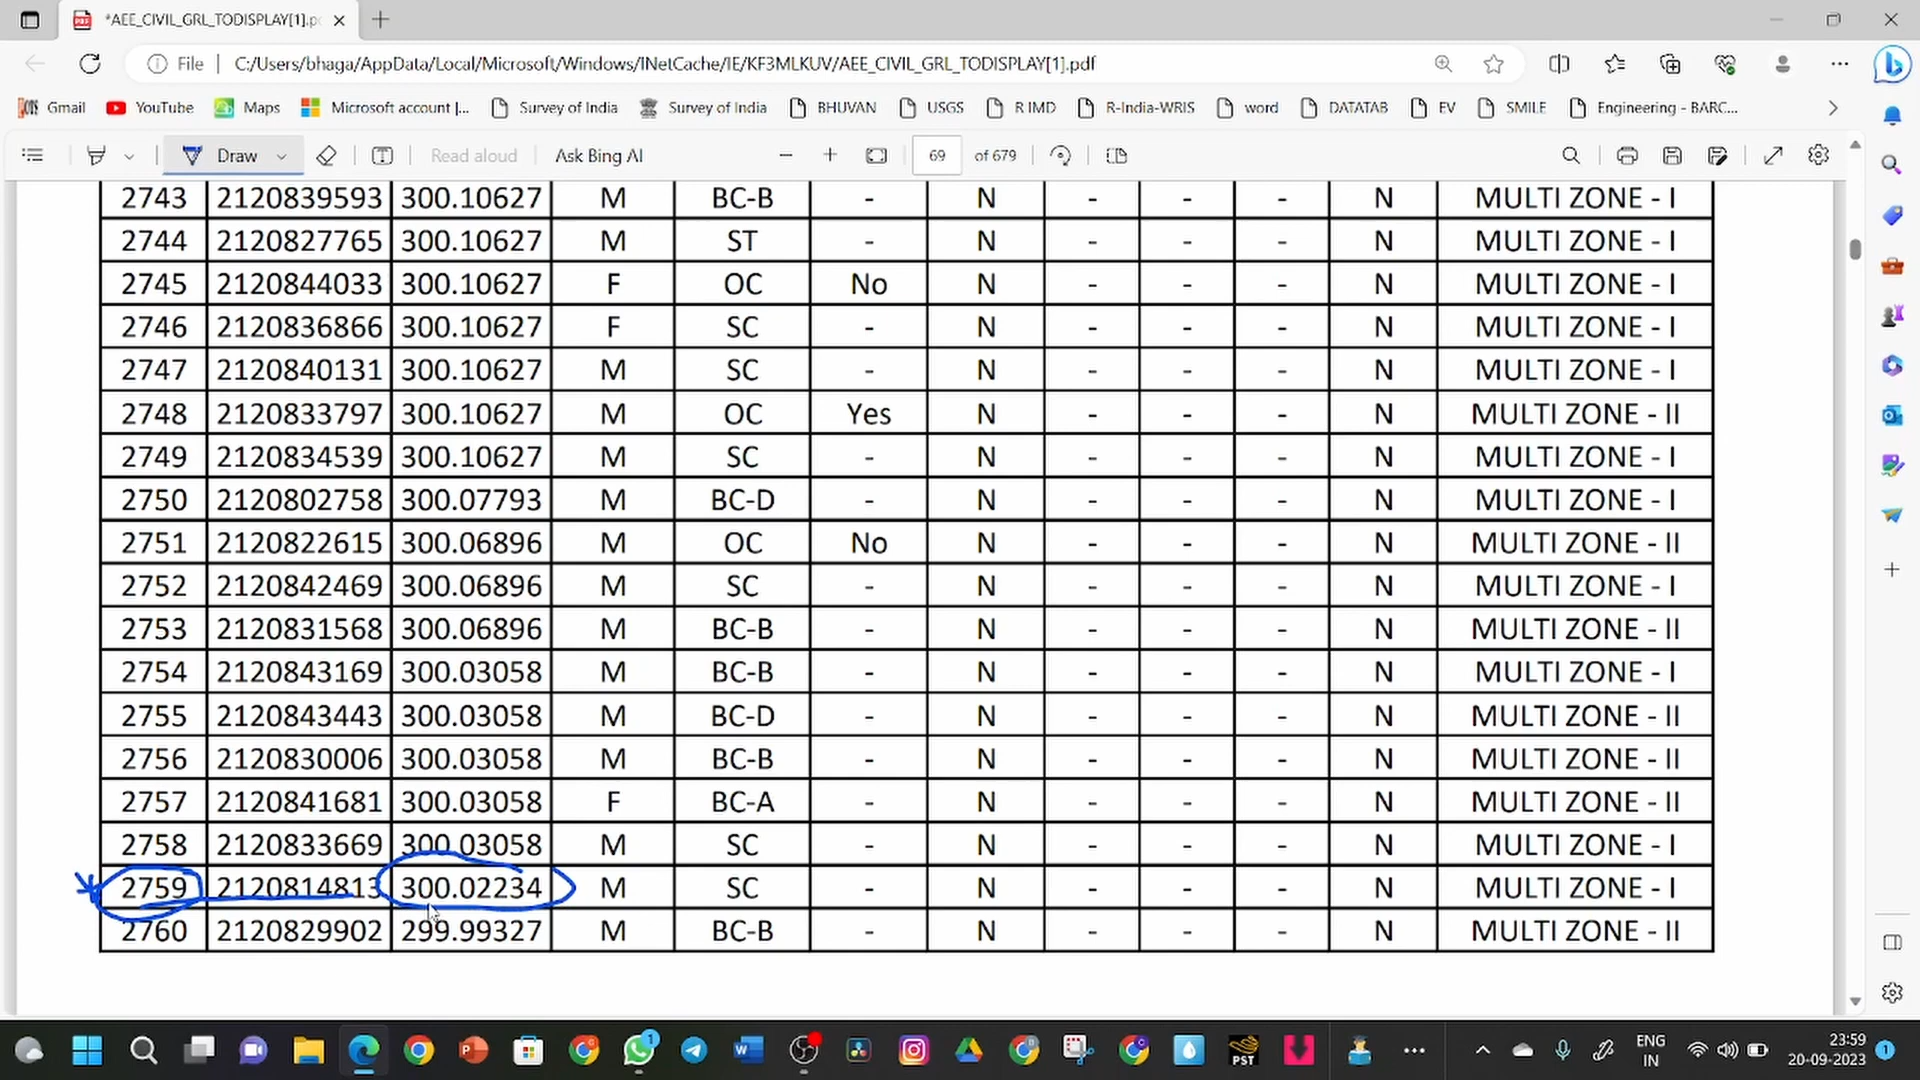 *AEE_CIVIL_GRL_TODISPLAY[1].p
File C:/Users/bhaga/AppData/Local/Microsoft/Windows/INetCache/IE/KF3MLKUV/AEE_CIVIL_GRL_TODISPLAY[1].pdf
Gmail YouTube Maps Microsoft account |... Survey of India Survey of India BHUVAN USGS R IMD R-India-WRIS word DATATAB EV SMILE Engineering - BARC...
Draw Read aloud Ask Bing AI 69 of 679
2743 2120839593 300.10627 M BC-B - N - - - N MULTI ZONE - I
2744 2120827765 300.10627 M ST - N - - - N MULTI ZONE - I
2745 2120844033 300.10627 F OC No N - - - N MULTI ZONE - I
2746 2120836866 300.10627 F SC - N - - - N MULTI ZONE - I
2747 2120840131 300.10627 M SC - N - - - N MULTI ZONE - I
2748 2120833797 300.10627 M OC Yes N - - - N MULTI ZONE - II
2749 2120834539 300.10627 M SC - N - - - N MULTI ZONE - I
2750 2120802758 300.07793 M BC-D - N - - - N MULTI ZONE - I
2751 2120822615 300.06896 M OC No N - - - N MULTI ZONE - II
2752 2120842469 300.06896 M SC - N - - - N MULTI ZONE - I
2753 2120831568 300.06896 M BC-B - N - - - N MULTI ZONE - II
2754 2120843169 300.03058 M BC-B - N - - - N MULTI ZONE - I
2755 2120843443 300.03058 M BC-D - N - - - N MULTI ZONE - II
2756 2120830006 300.03058 M BC-B - N - - - N MULTI ZONE - II
2757 2120841681 300.03058 F BC-A - N - - - N MULTI ZONE - II
2758 2120833669 300.03058 M SC - N - - - N MULTI ZONE - I
2759 2120814813 300.02234 M SC - N - - - N MULTI ZONE - I
2760 2120829902 299.99327 M BC-B - N - - - N MULTI ZONE - II
PST
ENG 23:59
IN 20-09-2023